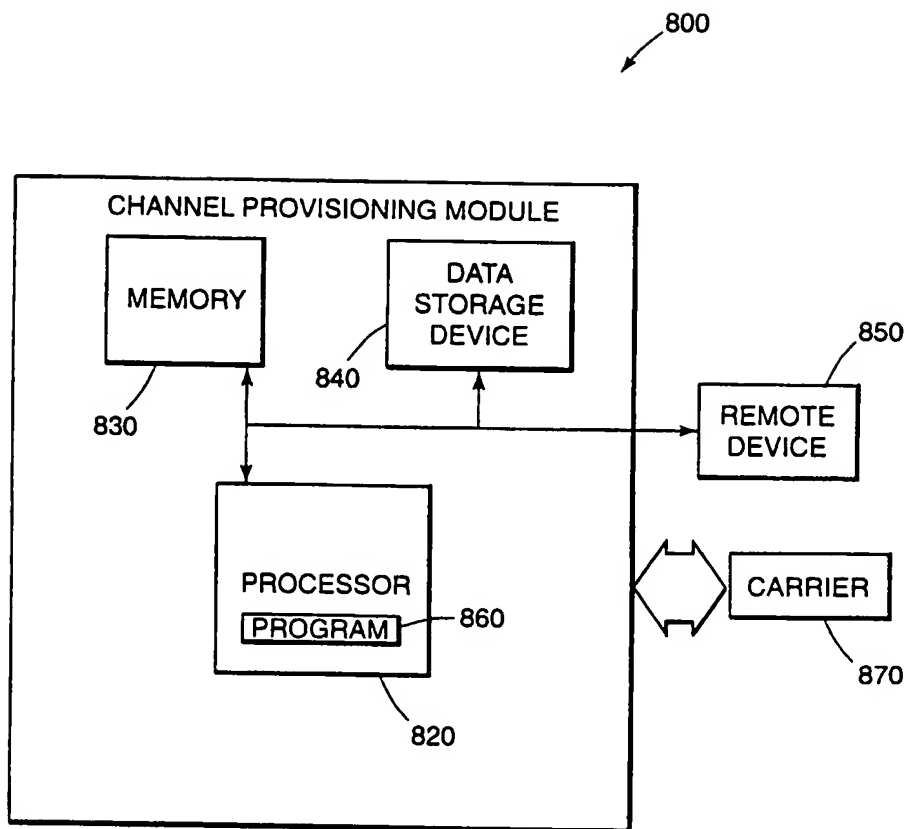 800
CHANNEL PROVISIONING MODULE
MEMORY
830
DATA
STORAGE
DEVICE
840
850
REMOTE
DEVICE
PROCESSOR
PROGRAM
860
820
CARRIER
870